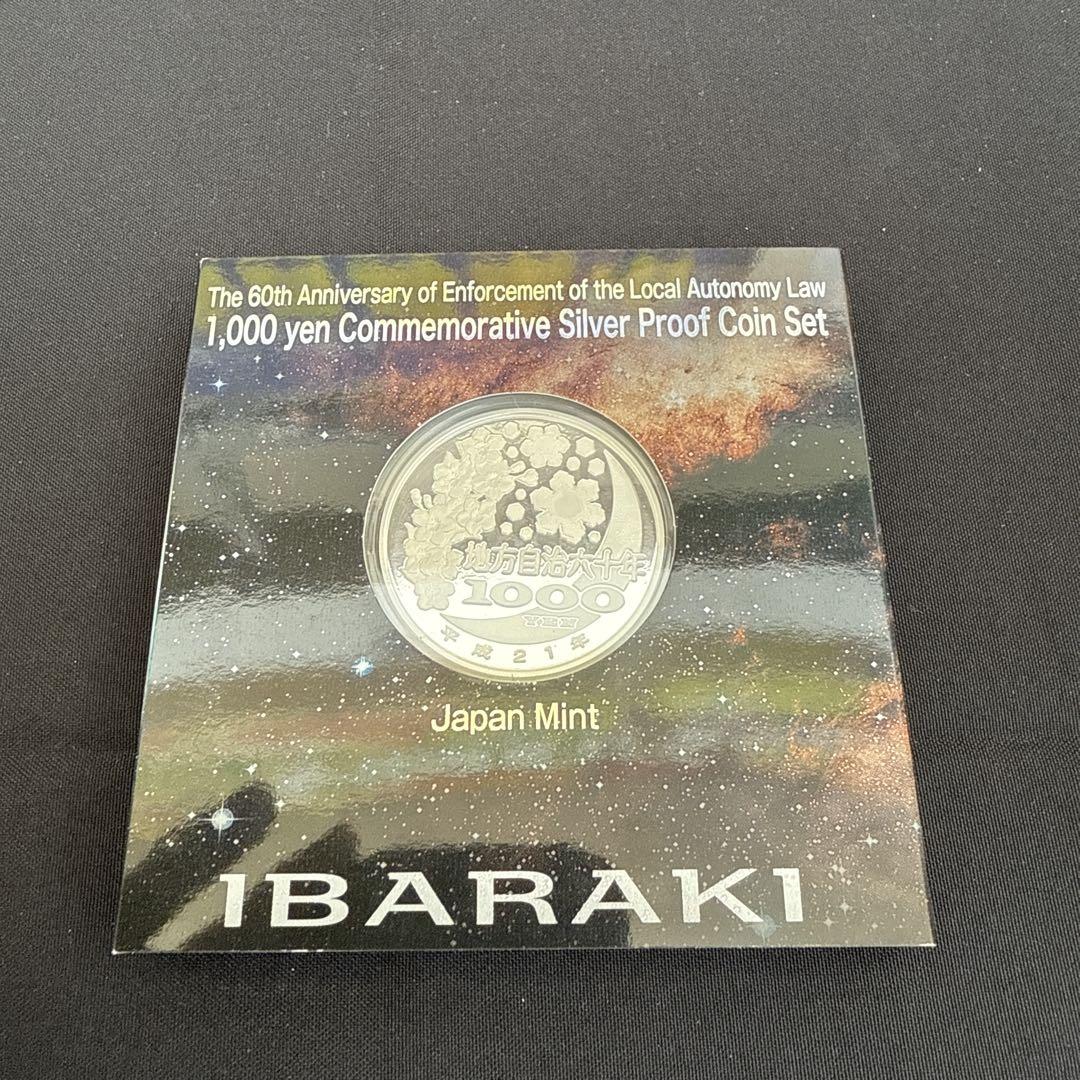 The 60th Anniversary of Enforcement of the Local Autonomy Law
1,000 yen Commemorative Silver Proof Coin Set
地方自治六十年
1000
YEN
平成21年
Japan Mint
IBARAKI